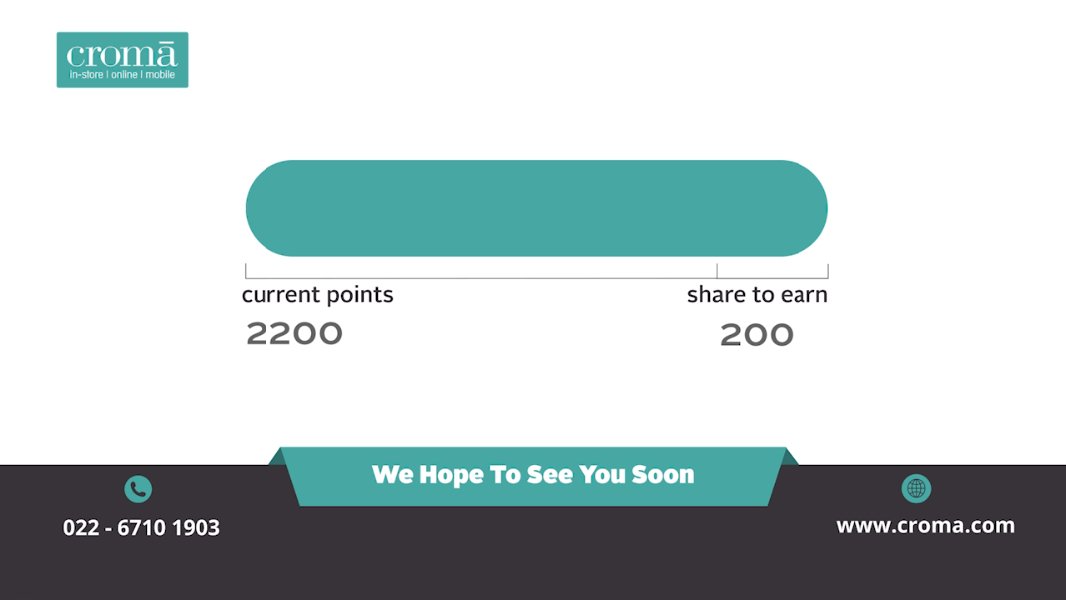 cromā
in-store | online | mobile
current points
share to earn
2200
200
We Hope To See You Soon
022 - 6710 1903
www.croma.com